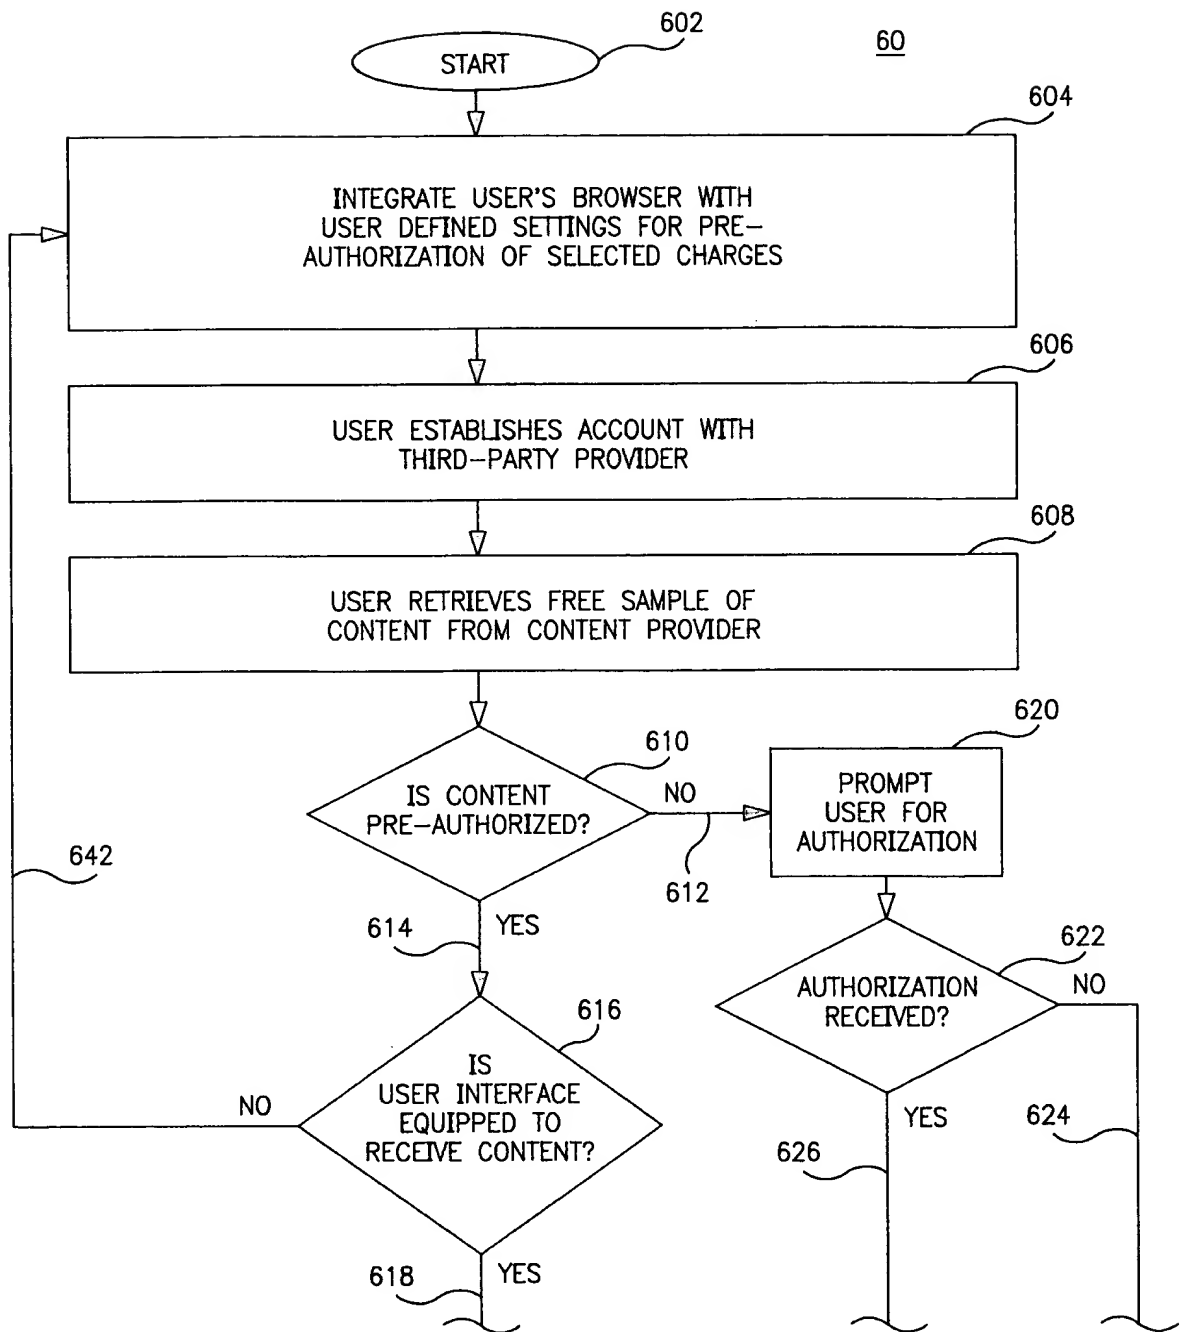 602
START
60
604
INTEGRATE USER'S BROWSER WITH
USER DEFINED SETTINGS FOR PRE-
AUTHORIZATION OF SELECTED CHARGES
606
USER ESTABLISHES ACCOUNT WITH
THIRD-PARTY PROVIDER
608
USER RETRIEVES FREE SAMPLE OF
CONTENT FROM CONTENT PROVIDER
610
IS CONTENT
PRE-AUTHORIZED?
NO
612
620
PROMPT
USER FOR
AUTHORIZATION
642
614
YES
622
AUTHORIZATION
RECEIVED?
NO
616
IS
USER INTERFACE
EQUIPPED TO
RECEIVE CONTENT?
NO
YES
626
624
618
YES